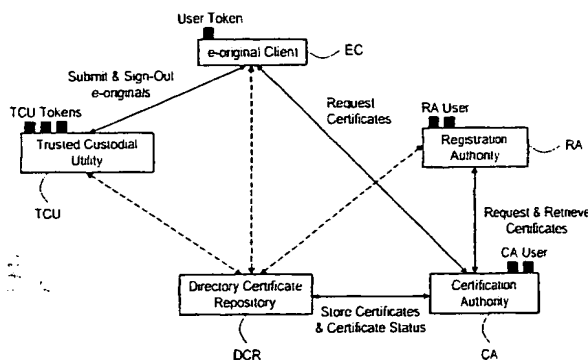 User Token
e-original Client
EC
Submit & Sign-Out
e-originals
Request
Certificates
TCU Tokens
Trusted Custodial
Utility
TCU
RA User
Registration
Authority
RA
Request & Retrieve
Certificates
CA User
Directory Certificate
Repository
DCR
Store Certificates
& Certificate Status
Certification
Authority
CA